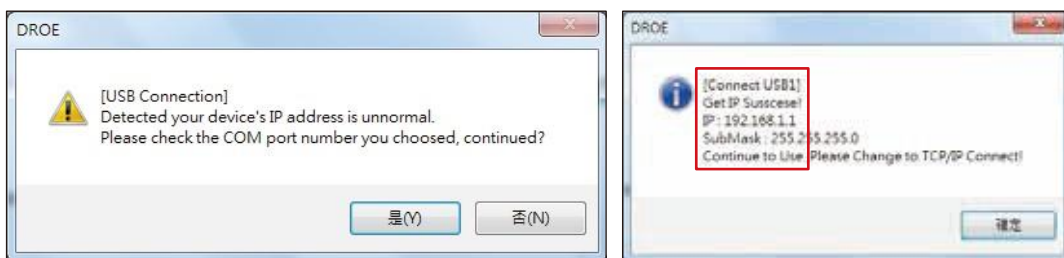 DROE
[USB Connection]
Detected your device's IP address is unnormal.
Please check the COM port number you choosed, continued?
是(Y)
否(N)
DROE
[Connect USB1]
Get IP Susscese!
IP : 192.168.1.1
SubMask : 255.255.255.0
Continue to Use, Please Change to TCP/IP Connect!
確定